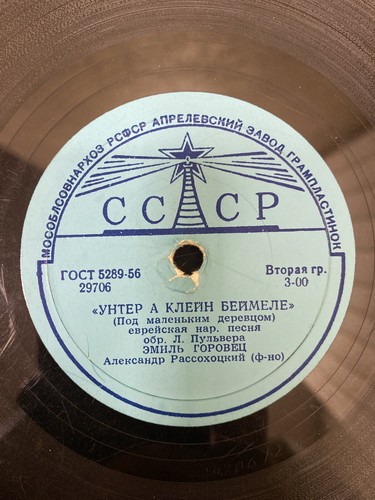 МОСОБЛСОВНАРХОЗ РСФСР АПРЕЛЕВСКИЙ ЗАВОД ГРАМПЛАСТИНОК
СССР
ГОСТ 5289-56
29706
Вторая гр.
3-00
«УНТЕР А КЛЕЙН БЕЙМЕЛЕ»
(Под маленьким деревцом)
еврейская нар. песня
обр. Л. Пульвера
ЭМИЛЬ ГОРОВЕЦ
Александр Рассохоцкий (ф-но)